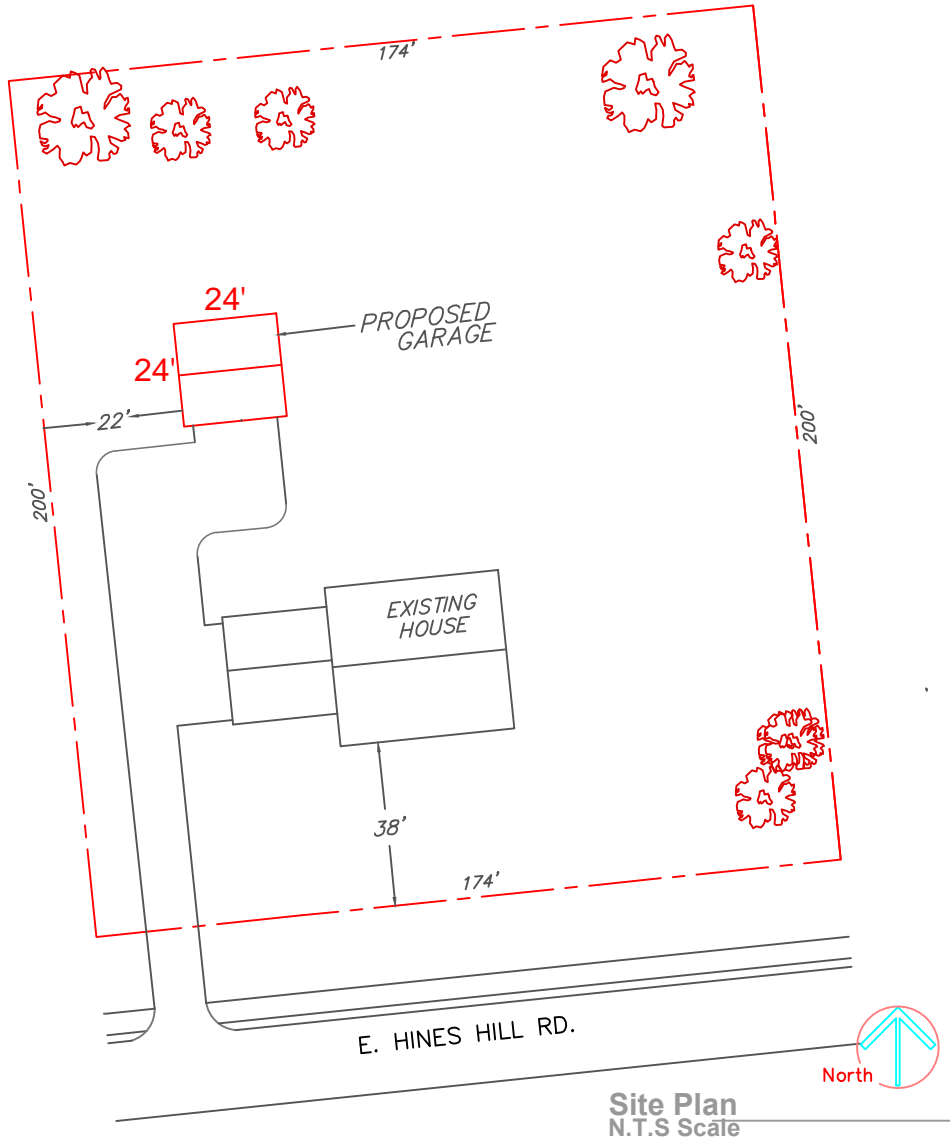 174'
24'
PROPOSED
GARAGE
24'
22'
200'
200'
EXISTING
HOUSE
38'
174'
E. HINES HILL RD.
North
Site Plan
N.T.S Scale